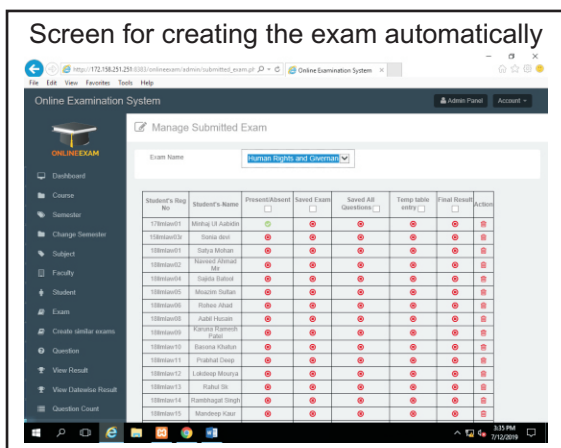 Screen for creating the exam automatically
http://172.158.251.251:8383/onlineexam/admin/submitted_exam.ph
Online Examination System
File Edit View Favorites Tools Help
Online Examination System
Admin Panel
Account
ONLINEEXAM
Manage Submitted Exam
Exam Name
Human Rights and Governan
Dashboard
Course
Semester
Change Semester
Subject
Faculty
Student
Exam
Create similar exams
Question
View Result
View Datewise Result
Question Count
Student's Reg No Student's Name Present/Absent Saved Exam Saved All Questions Temp table entry Final Result Action
17llmlaw01 Minhaj Ul Aabidin
Sonia devi
18llmlaw01 Satya Mohan
18llmlaw02 Naveed Ahmad Mir
18llmlaw04 Sajida Batool
18llmlaw05 Moazim Sultan
18llmlaw06 Rohes Ahad
18llmlaw08 Aabil Husain
18llmlaw09 Karuna Ramesh Patel
18llmlaw10 Basona Khatun
18llmlaw11 Prabhat Deep
18llmlaw12 Lokdeep Mourya
18llmlaw13 Rahul Sk
18llmlaw14 Rambhagat Singh
18llmlaw15 Mandeep Kaur
3:35 PM
7/12/2019